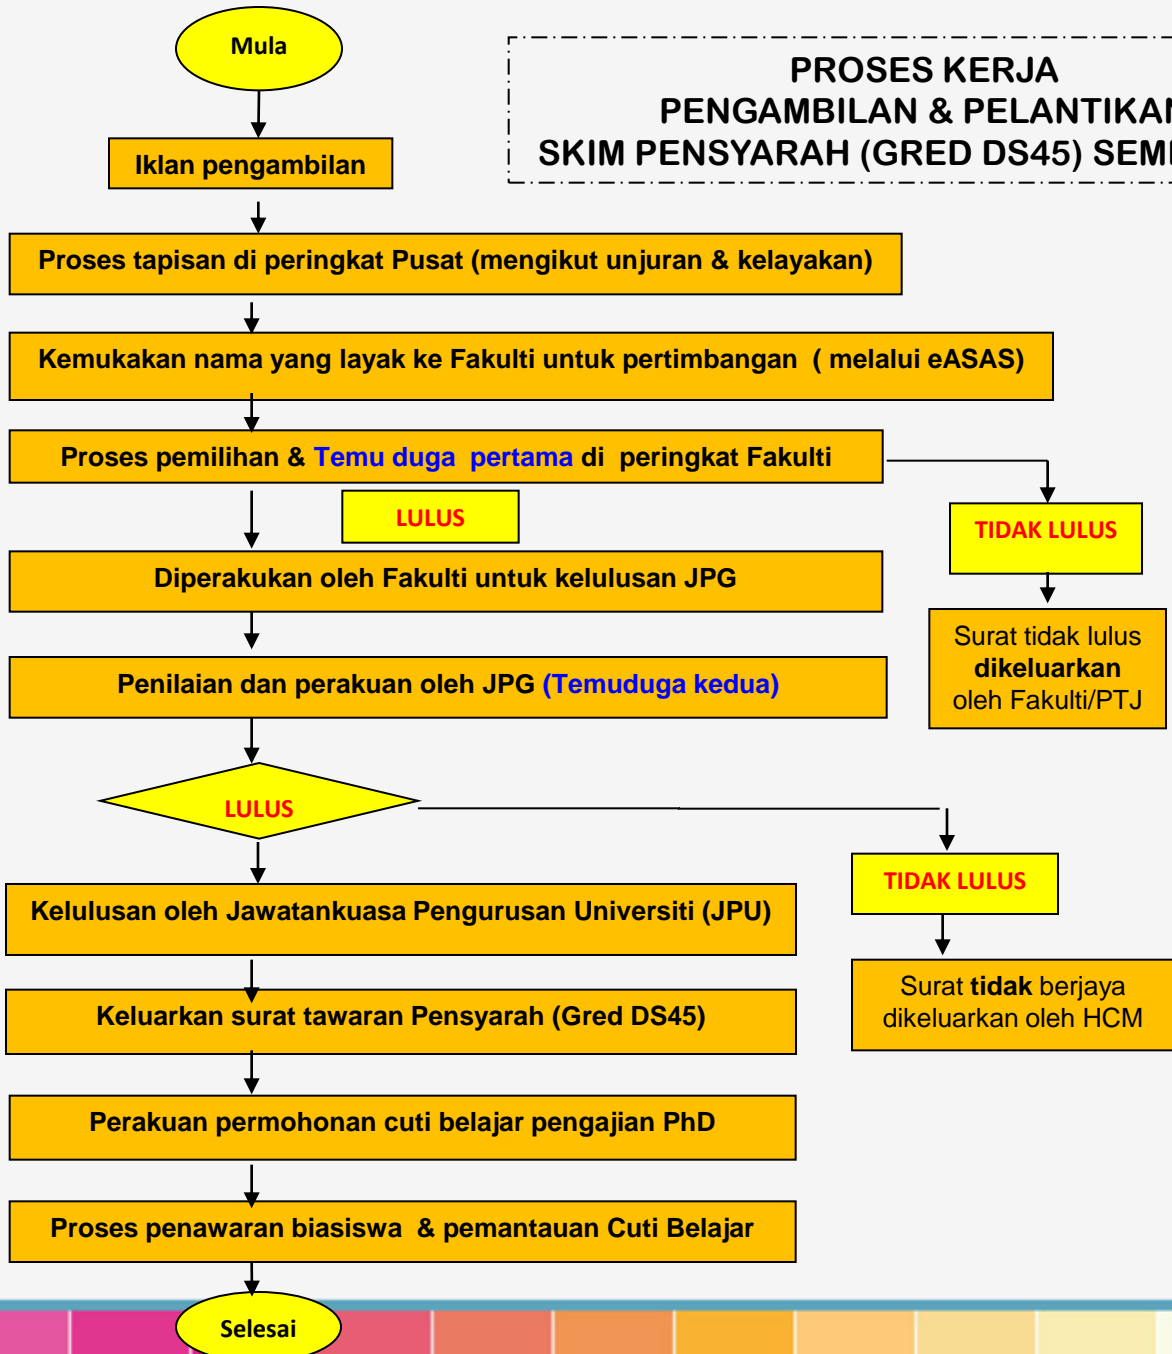 Mula
PROSES KERJA
PENGAMBILAN & PELANTIKAN
SKIM PENSYARAH (GRED DS45)
Iklan pengambilan
Proses tapisan di peringkat Pusat (mengikut unjuran & kelayakan)
Kemukakan nama yang layak ke Fakulti untuk pertimbangan ( melalui eASAS)
Proses pemilihan & Temu duga pertama di peringkat Fakulti
LULUS
TIDAK LULUS
Diperakukan oleh Fakulti untuk kelulusan JPG
Surat tidak lulus
dikeluarkan
oleh Fakulti/PTJ
Penilaian dan perakuan oleh JPG (Temuduga kedua)
LULUS
TIDAK LULUS
Kelulusan oleh Jawatankuasa Pengurusan Universiti (JPU)
Surat tidak berjaya
dikeluarkan oleh HCM
Keluarkan surat tawaran Pensyarah (Gred DS45)
Perakuan permohonan cuti belajar pengajian PhD
Proses penawaran biasiswa & pemantauan Cuti Belajar
Selesai